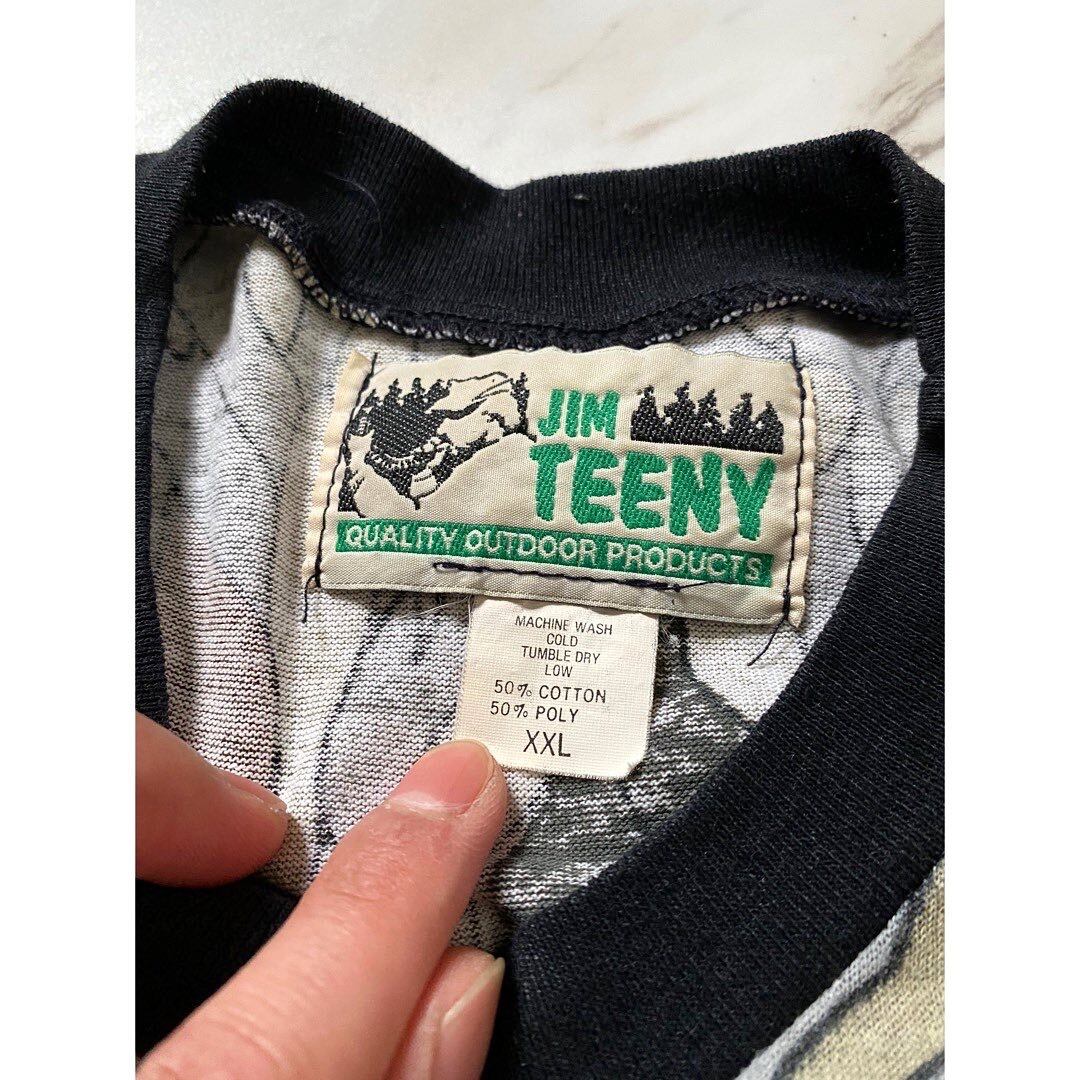 JIM
TEENY
QUALITY OUTDOOR PRODUCTS
MACHINE WASH
COLD
TUMBLE DRY
LOW
50% COTTON
50% POLY
XXL